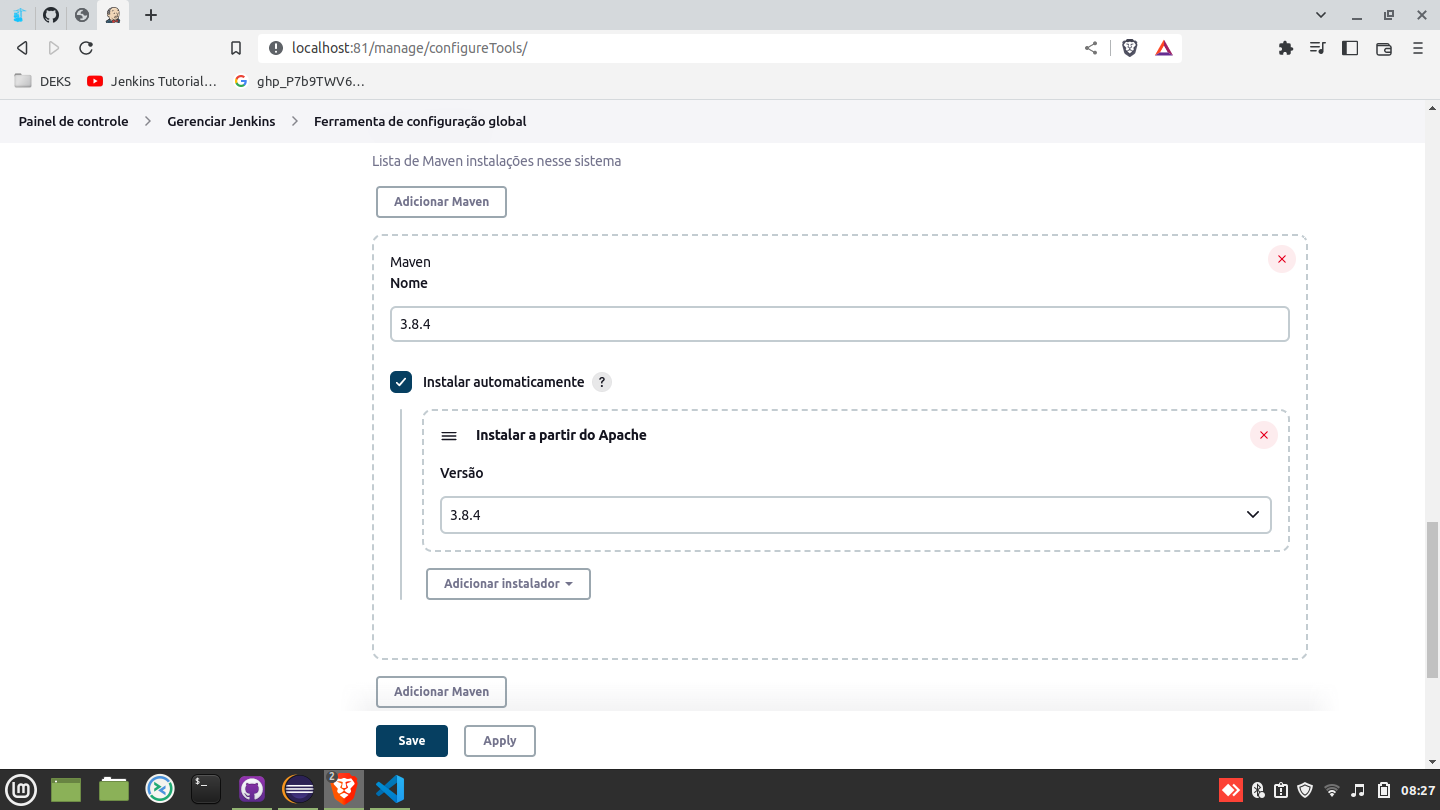 localhost:81/manage/configureTools/
DEKS
Jenkins Tutorial...
ghp_P7b9TWV6...
Painel de controle
Gerenciar Jenkins
Ferramenta de configuração global
Lista de Maven instalações nesse sistema
Adicionar Maven
Maven
Nome
3.8.4
Instalar automaticamente ?
Instalar a partir do Apache
Versão
3.8.4
Adicionar instalador
Adicionar Maven
Save
Apply
2
08:27